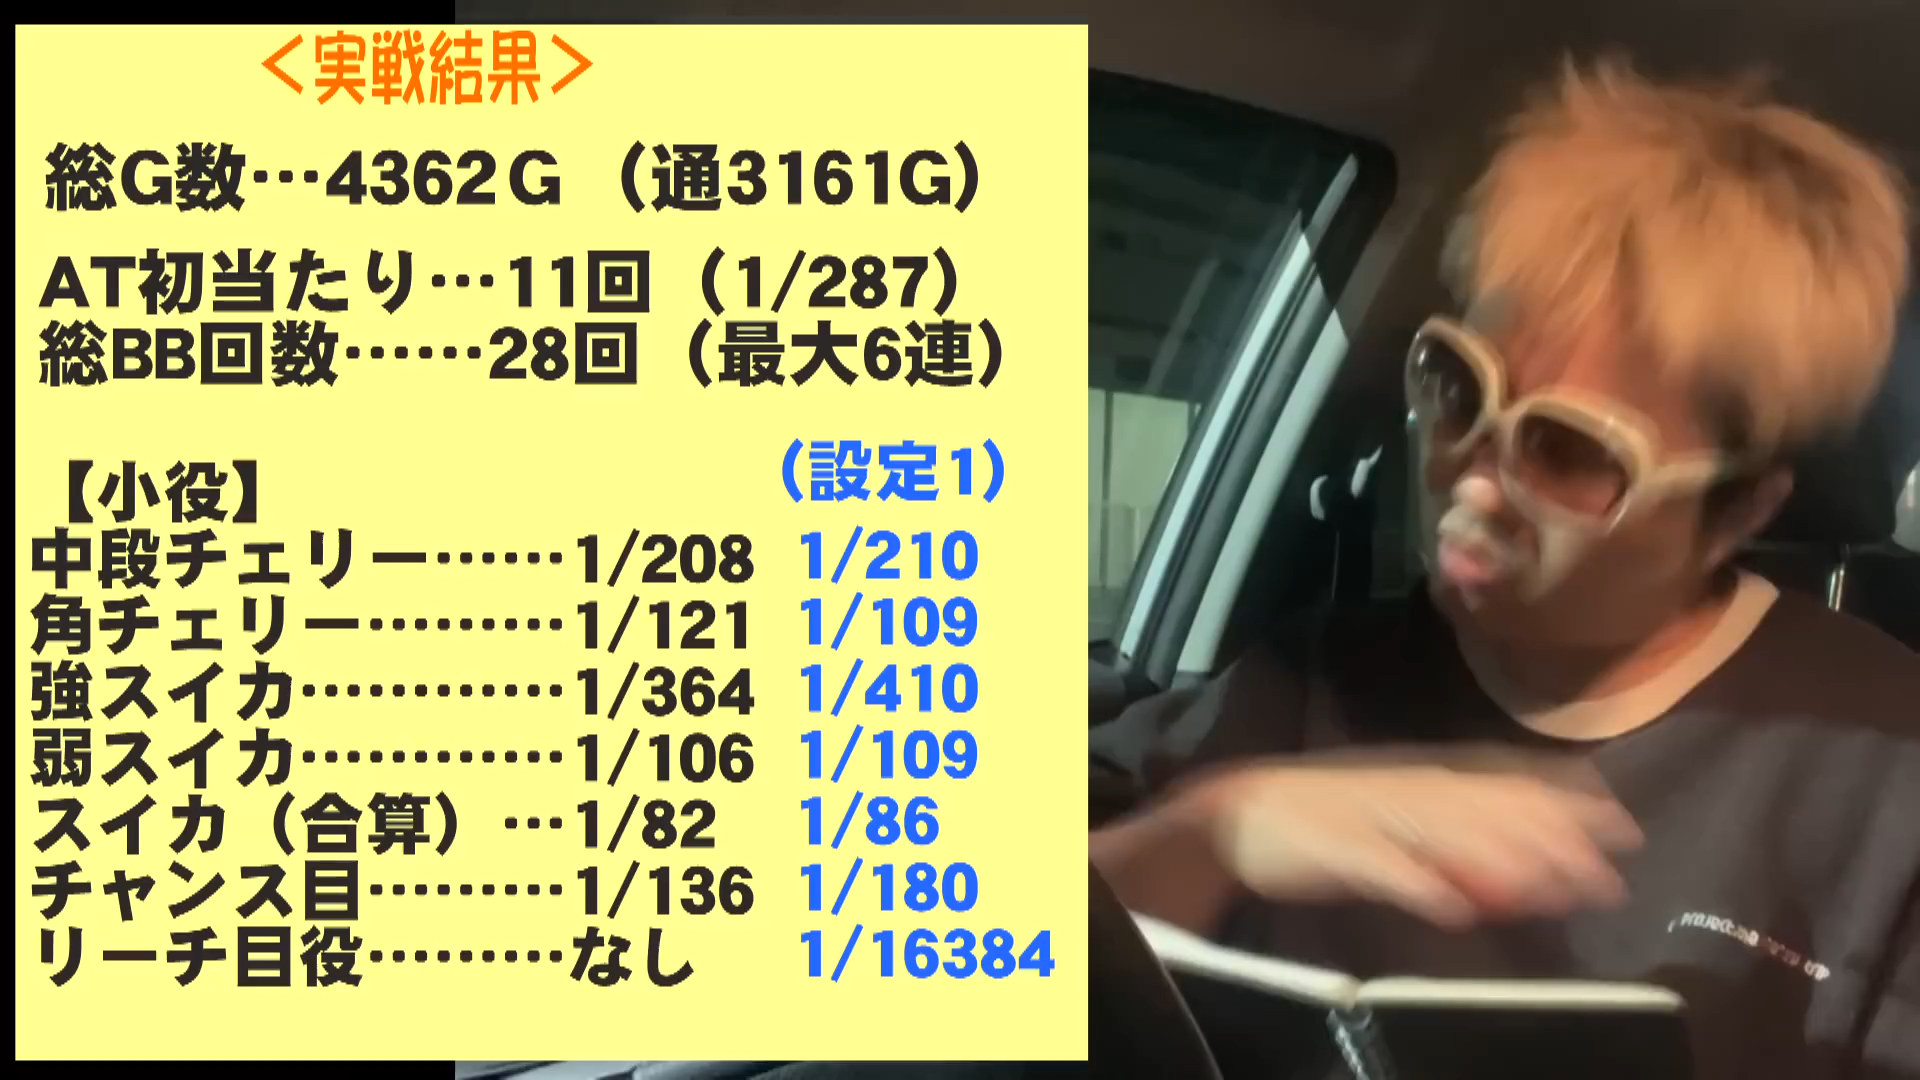 ＜実戦結果＞
総G数…4362G（通3161G）
AT初当たり…11回（1/287）
総BB回数……28回（最大6連）
【小役】 （設定1）
中段チェリー……1/208 1/210
角チェリー………1/121 1/109
強スイカ…………1/364 1/410
弱スイカ…………1/106 1/109
スイカ（合算）…1/82 1/86
チャンス目………1/136 1/180
リーチ目役………なし 1/16384